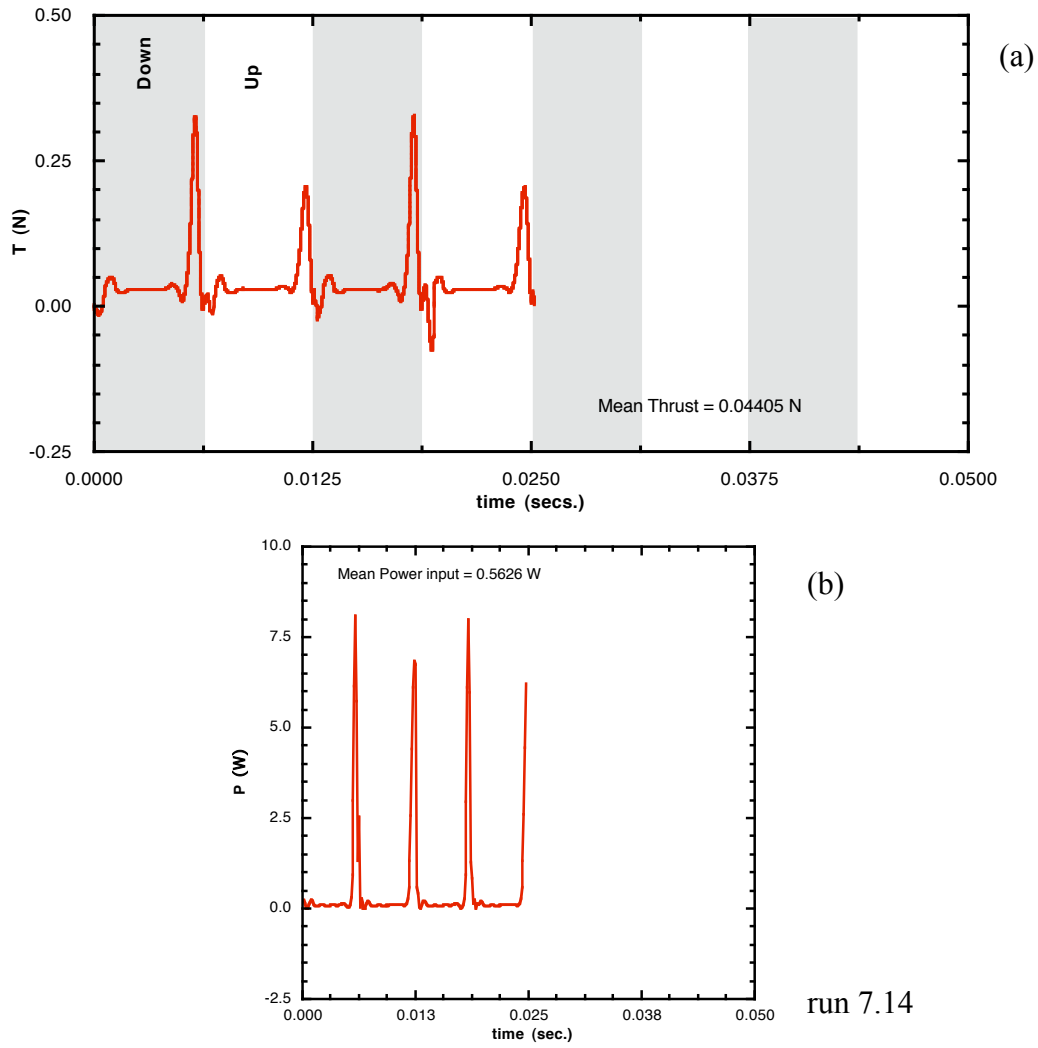 (a)
0.50
Down
Up
0.25
T (N)
0.00
Mean Thrust = 0.04405 N
-0.25
0.0000 0.0125 0.0250 0.0375 0.0500
time (secs.)
10.0
Mean Power input = 0.5626 W
(b)
7.5
5.0
P (W)
2.5
0.0
-2.5
0.000 0.013 0.025 0.038 0.050
time (sec.)
run 7.14